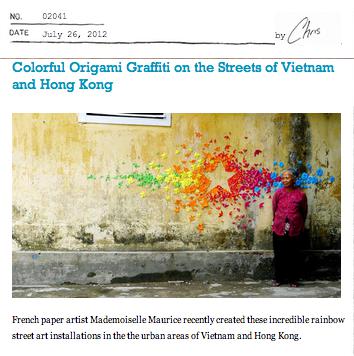 NO. 02041
DATE July 26, 2012
by Chris
Colorful Origami Graffiti on the Streets of Vietnam
and Hong Kong
French paper artist Mademoiselle Maurice recently created these incredible rainbow
street art installations in the the urban areas of Vietnam and Hong Kong.